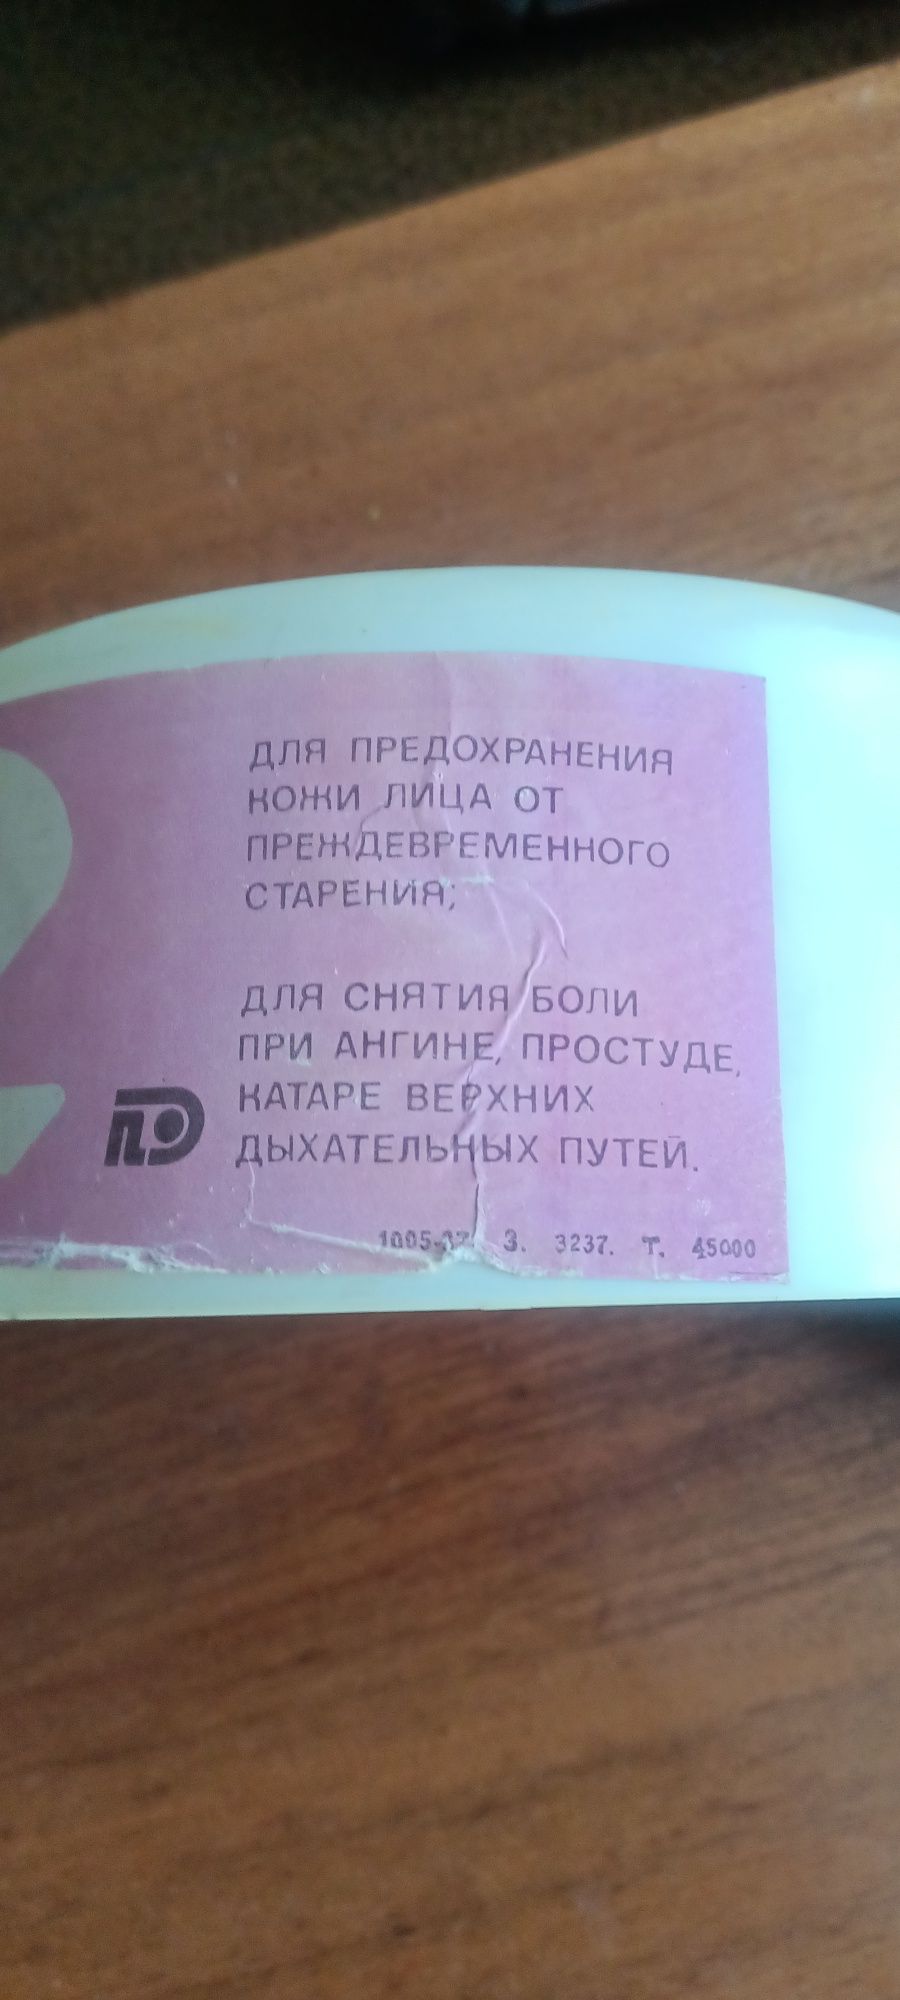 ДЛЯ ПРЕДОХРАНЕНИЯ
КОЖИ ЛИЦА ОТ
ПРЕЖДЕВРЕМЕННОГО
СТАРЕНИЯ;
ДЛЯ СНЯТИЯ БОЛИ
ПРИ АНГИНЕ, ПРОСТУДЕ,
КАТАРЕ ВЕРХНИХ
ДЫХАТЕЛЬНЫХ ПУТЕЙ.
З. 3237. Т. 45000